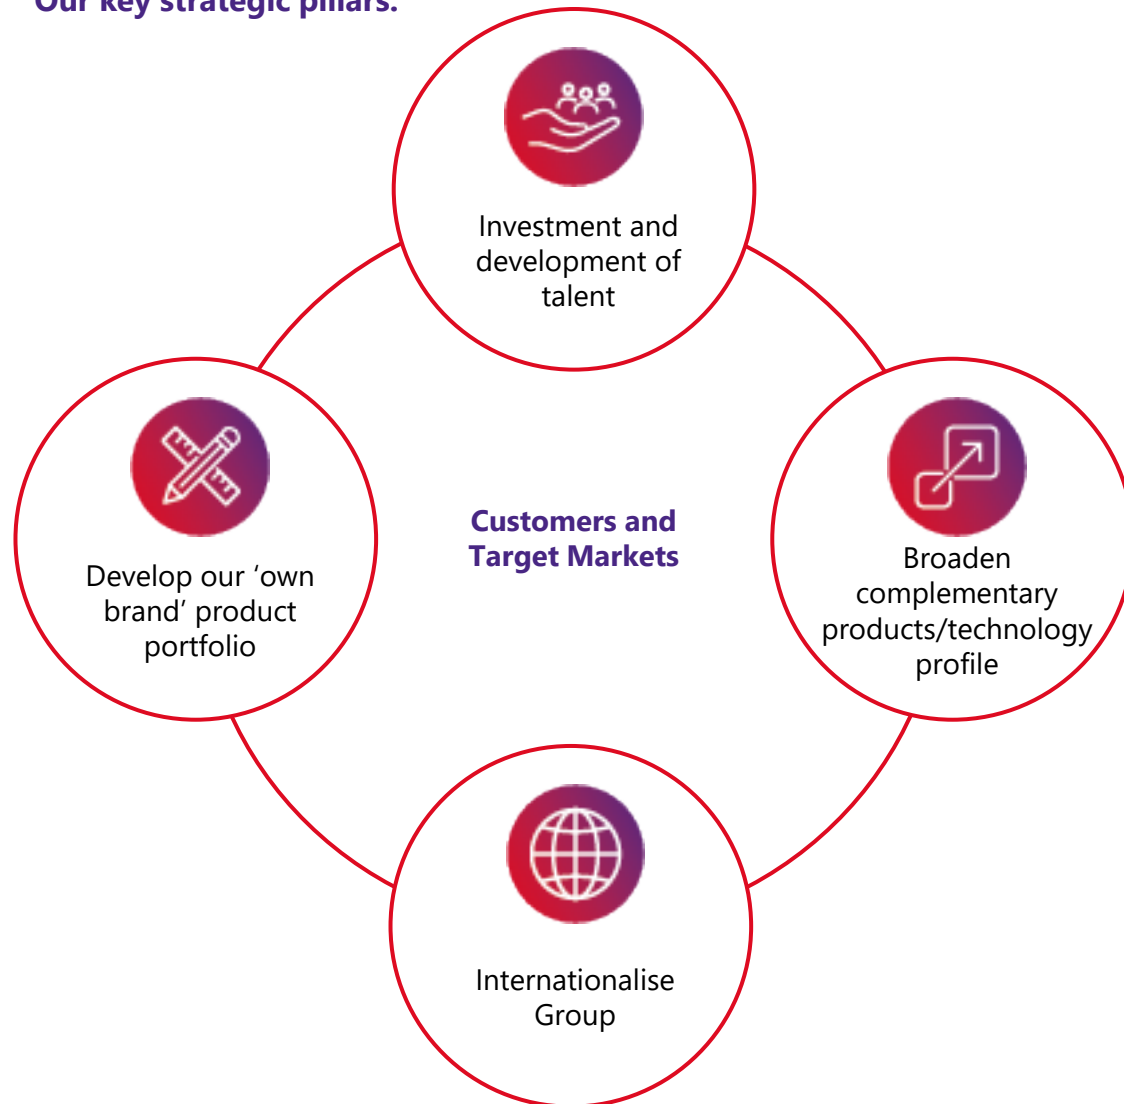 Our key strategic pillars:
Investment and
development of
talent
Develop our ‘own
brand’ product
portfolio
Customers and
Target Markets
Broaden
complementary
products/technology
profile
Internationalise
Group